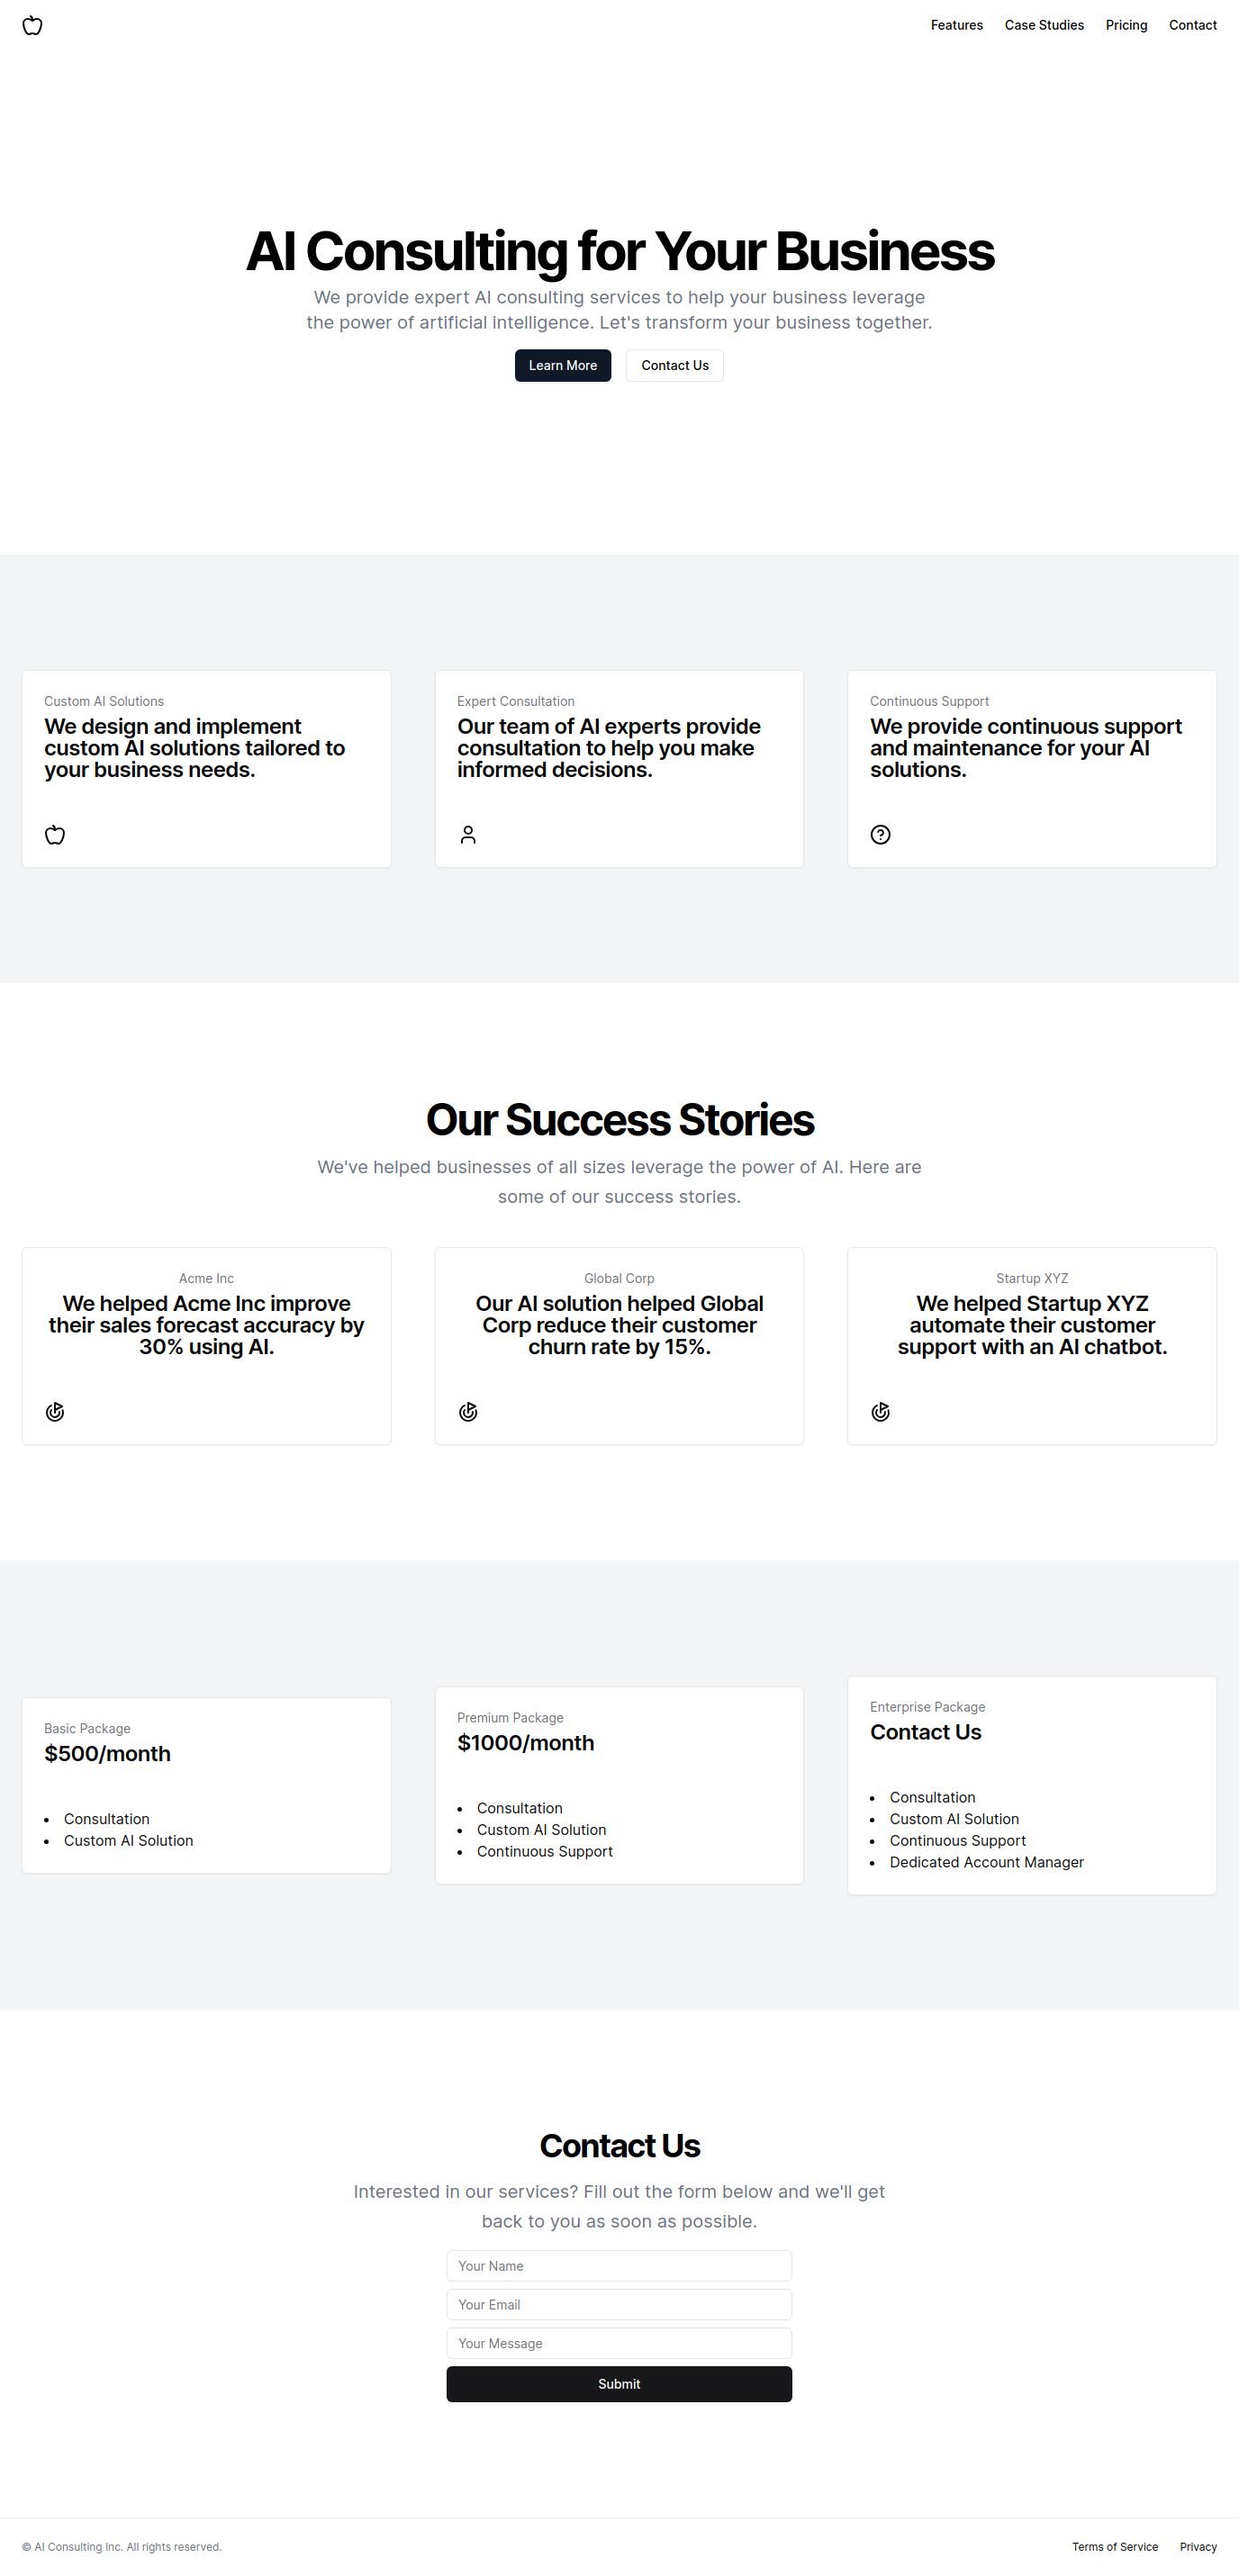 Features Case Studies Pricing Contact
AI Consulting for Your Business
We provide expert AI consulting services to help your business leverage
the power of artificial intelligence. Let's transform your business together.
Learn More Contact Us
Custom AI Solutions
We design and implement
custom AI solutions tailored to
your business needs.
Expert Consultation
Our team of AI experts provide
consultation to help you make
informed decisions.
Continuous Support
We provide continuous support
and maintenance for your AI
solutions.
Our Success Stories
We've helped businesses of all sizes leverage the power of AI. Here are
some of our success stories.
Acme Inc
We helped Acme Inc improve
their sales forecast accuracy by
30% using AI.
Global Corp
Our AI solution helped Global
Corp reduce their customer
churn rate by 15%.
Startup XYZ
We helped Startup XYZ
automate their customer
support with an AI chatbot.
Basic Package
$500/month
• Consultation
• Custom AI Solution
Premium Package
$1000/month
• Consultation
• Custom AI Solution
• Continuous Support
Enterprise Package
Contact Us
• Consultation
• Custom AI Solution
• Continuous Support
• Dedicated Account Manager
Contact Us
Interested in our services? Fill out the form below and we'll get
back to you as soon as possible.
Your Name
Your Email
Your Message
Submit
© AI Consulting Inc. All rights reserved.
Terms of Service Privacy